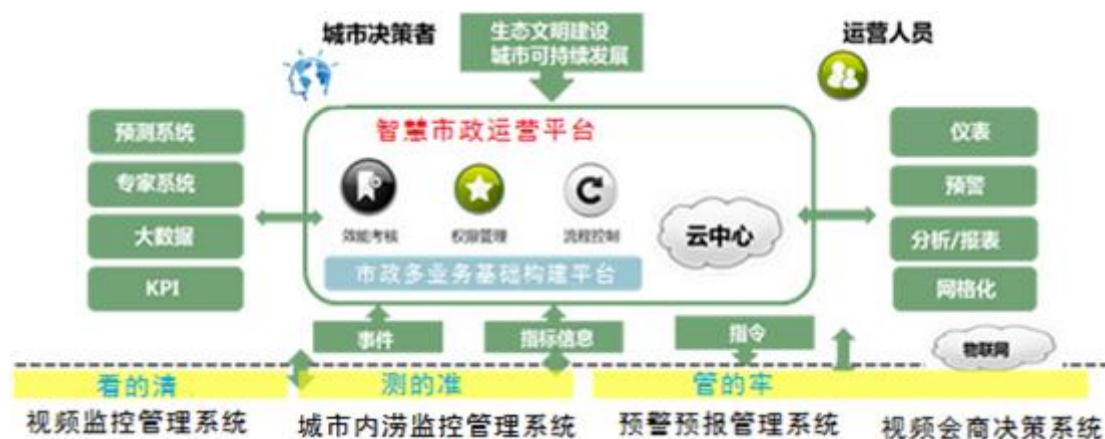 城市决策者
生态文明建设
城市可持续发展
运营人员
预测系统
专家系统
大数据
KPI
智慧市政运营平台
效能考核
权限管理
流程控制
云中心
市政多业务基础构建平台
仪表
预警
分析/报表
网格化
事件
指标信息
指令
物联网
看的清
测的准
管的牢
视频监控管理系统
城市内涝监控管理系统
预警预报管理系统
视频会商决策系统